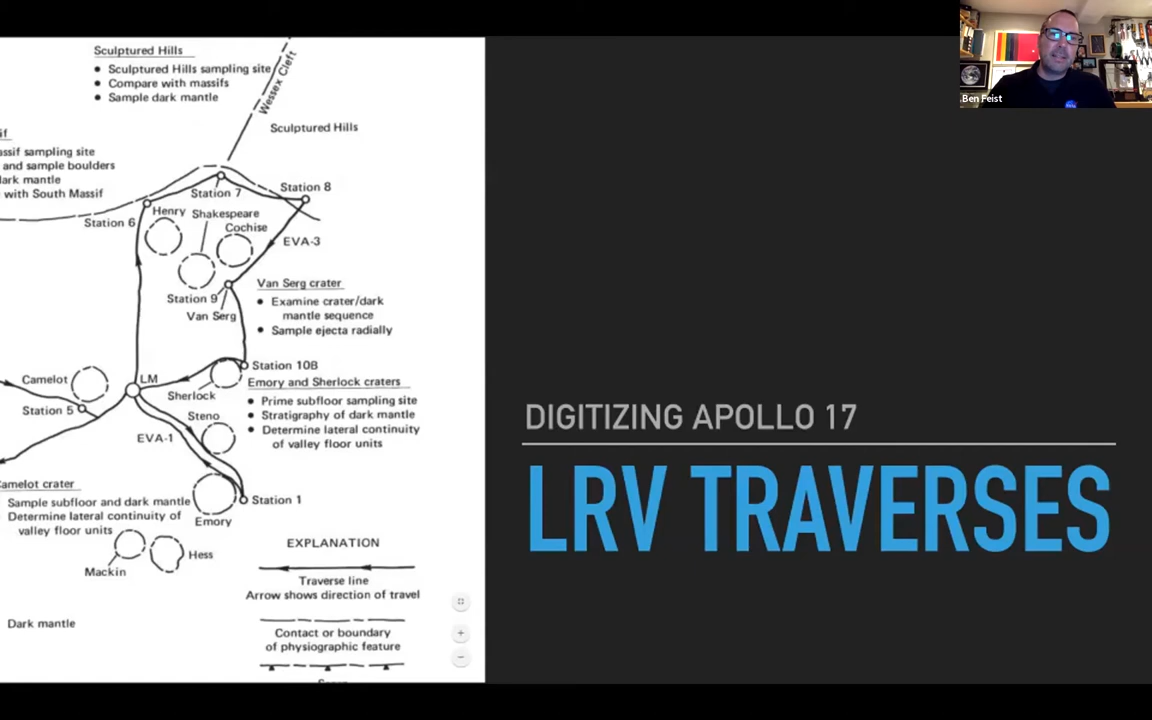 Sculptured Hills
• Sculptured Hills sampling site
• Compare with massifs
• Sample dark mantle
Wessex Cleft
Sculptured Hills
if
assif sampling site
and sample boulders
dark mantle
with South Massif
Station 6
Station 7
Station 8
Henry
Shakespeare
Cochise
EVA-3
Station 9
Van Serg
Van Serg crater
• Examine crater/dark
mantle sequence
• Sample ejecta radially
Station 10B
Sherlock
Emory and Sherlock craters
• Prime subfloor sampling site
• Stratigraphy of dark mantle
• Determine lateral continuity
of valley floor units
Camelot
LM
Station 5
Steno
EVA-1
Station 1
Emory
Camelot crater
Sample subfloor and dark mantle
Determine lateral continuity of
valley floor units
Mackin
Hess
Dark mantle
EXPLANATION
Traverse line
Arrow shows direction of travel
Contact or boundary
of physiographic feature
DIGITIZING APOLLO 17
LRV TRAVERSES
Ben Feist